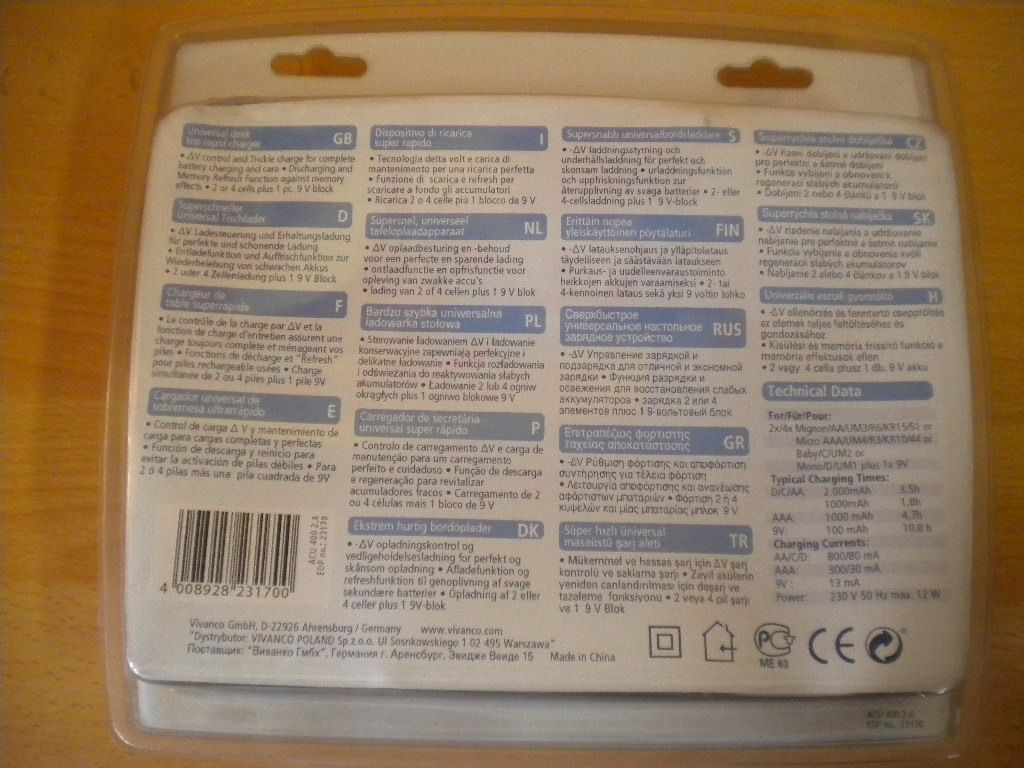 Universal desk
top rapid charger GB
• ΔV control and Trickle charge for complete
battery charging and care • Discharging and
Memory Refresh Function against memory
effects • 2 or 4 cells plus 1 pc. 9 V block
Superschneller
Universal Tischlader D
• ΔV Ladesteuerung und Erhaltungsladung
für perfekte und schonende Ladung
• Entladefunktion und Auffrischfunktion zur
Wiederbelebung von schwachen Akkus
• 2 oder 4 Zellenladung plus 1 9 V Block
Chargeur de
table superrapide F
• Le contrôle de la charge par ΔV et la
fonction de charge d'entretien assurent une
charge toujours complète et ménageant vos
piles • Fonctions de décharge et "Refresh"
pour piles rechargeable usées • Charge
simultanée de 2 ou 4 piles plus 1 pile 9V
Cargador universal de
sobremesa ultrarrápido E
• Control de carga Δ V y mantenimiento de
carga para cargas completas y perfectas
• Función de descarga y reinicio para
evitar la activación de pilas débiles • Para
2 ó 4 pilas más una pila cuadrada de 9V
4 008928 231700
ACU 400 2,4
EDP no.: 23170
Dispositivo di ricarica
super rapido I
• Tecnologia delta volt e carica di
mantenimento per una ricarica perfetta
• Funzione di scarica e refresh per
scaricare a fondo gli accumulatori
• Ricarica 2 o 4 celle più 1 blocco da 9 V
Supersnel, universeel
tafeloplaadapparaat NL
• ΔV oplaadbesturing en -behoud
voor een perfecte en sparende lading
• ontlaadfunctie en opfrisfunctie voor
opleving van zwakke accu's
• lading van 2 of 4 cellen plus 1 9V blok
Bardzo szybka uniwersalna
ładowarka stołowa PL
• Sterowanie ładowaniem ΔV i ładowanie
konserwacyjne zapewniają perfekcyjne i
delikatne ładowanie • Funkcja rozładowania
i odświeżania do reaktywowania słabych
akumulatorów • Ładowanie 2 lub 4 ogniw
okrągłych plus 1 ogniwo blokowe 9 V
Carregador de secretária
universal super rápido P
• Controlo de carregamento ΔV e carga de
manutenção para um carregamento
perfeito e cuidadoso • Função de descarga
e regeneração para revitalizar
acumuladores fracos • Carregamento de 2
ou 4 células mais 1 bloco de 9 V
Ekstrem hurtig bordoplader DK
• -ΔV opladningskontrol og
vedligeholdelsesladning for perfekt og
skånsom opladning • Afladefunktion og
refreshfunktion til genoplivning af svage
sekundære batterier • Opladning af 2 eller
4 celler plus 1 9V-blok
Supersnabb universalbordsladdare S
• -ΔV laddningsstyrning och
underhållsladdning för perfekt och
skonsam laddning • urladdningsfunktion
och uppfriskningsfunktion zur
återupplivning av svaga batterier • 2- eller
4-cellsladdning plus 1 9V-block
Erittäin nopea
yleiskäyttöinen pöytälaturi FIN
• -ΔV latauksenohjaus ja ylläpitolataus
täydelliseen ja säästävään lataukseen
• Purkaus- ja uudelleenvaraustoiminto
heikkojen akkujen varaamiseksi • 2- tai
4-kennoinen lataus sekä yksi 9 voltin lohko
Сверхбыстрое
универсальное настольное
зарядное устройство RUS
• -ΔV Управление зарядкой и
подзарядка для отличной и экономной
зарядки • Функция разрядки и
освежения для восстановления слабых
аккумуляторов • зарядка 2 или 4
элементов плюс 1 9-вольтовый блок
Επιτραπέζιος φορτιστής
ταχείας αποκατάστασης GR
• -ΔV Ρύθμιση φόρτισης και αποφόρτιση
συντήρησης για τέλεια φόρτιση
• Λειτουργία αποφόρτισης και ανανέωσης
αφόρτιστων μπαταριών • Φόρτιση 2 ή 4
κυψελών και μίας μπαταρίας μπλοκ 9 V
Süper hızlı üniversal
masaüstü şarj aleti TR
• Mükemmel ve hassas şarj için ΔV şarj
kontrolü ve saklama şarjı • Zayıf akülerin
yeniden canlandırılması için deşarj ve
tazeleme fonksiyonu • 2 veya 4 pil şarjı
ve 1 9 V Blok
Superrychlá stolní dobíječka CZ
• -ΔV řízení dobíjení a udržování dobíjení
pro perfektní a šetrné dobíjení
• Funkce vybíjení a obnovení k
regeneraci slabých akumulátorů
• Dobíjení 2 nebo 4 článků a 1 9V blok
Superrýchla stolná nabíjačka SK
• -ΔV riadenie nabíjania a udržiavanie
nabíjania pre perfektné a šetrné nabíjanie
• Funkcia vybíjania a obnovenia kvôli
regenerácii slabých akumulátorov
• Nabíjanie 2 alebo 4 článkov a 1 9 V blok
Univerzális asztali gyorstöltő H
• -ΔV ellenőrzés és fenntartó csepptöltés
az elemek teljes feltöltéséhez és
gondozásához
• Kisülési és memória frissítő funkció a
memória effektusok ellen
• 2 vagy 4 cella plusz 1 db. 9 V akku
Technical Data
For/Für/Pour:
2x/4x Mignon/AA/UM3/R6/KR15/51 or
Micro AAA/UM4/R3/KR10/44 or
Baby/C/UM2 or
Mono/D/UM1 plus 1x 9V
Typical Charging Times:
D/C/AA: 2 000mAh 3,5h
1000mAh 1,8h
AAA: 1000 mAh 4,7h
9V: 100 mAh 10,8 h
Charging Currents:
AA/C/D: 800/80 mA
AAA: 300/30 mA
9V : 13 mA
Power: 230 V 50 Hz max. 12 W
Vivanco GmbH, D-22926 Ahrensburg / Germany www.vivanco.com
"Dystrybutor: VIVANCO POLAND Sp.z.o.o. Ul Sosnkowskiego 1 02 495 Warszawa"
Поставщик: "Виванко Гмбх", Германия г. Аренсбург, Эвидже Вейде 16 Made in China
PC
ME 63
CE
ACU 400 2,4
EDP no.: 23170